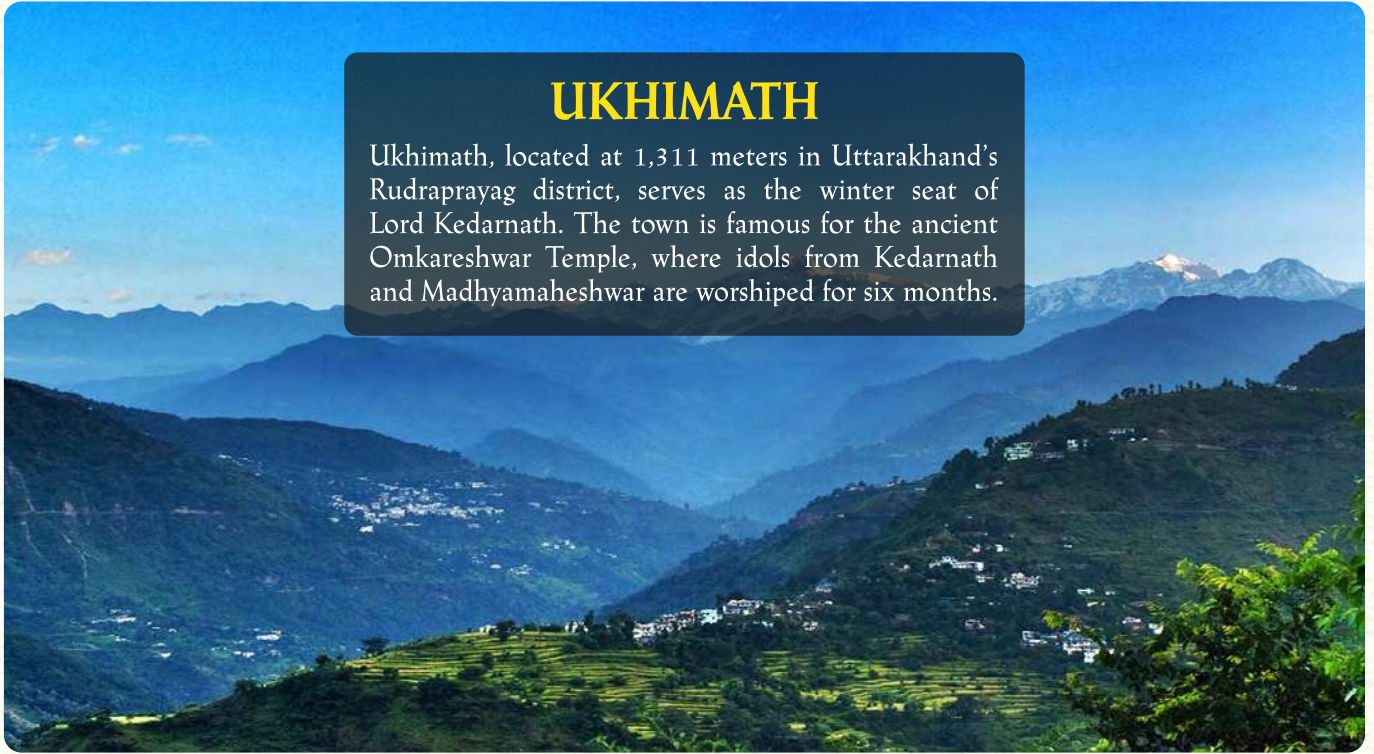 UKHIMATH
Ukhimath, located at 1,311 meters in Uttarakhand’s
Rudraprayag district, serves as the winter seat of
Lord Kedarnath. The town is famous for the ancient
Omkareshwar Temple, where idols from Kedarnath
and Madhyamaheshwar are worshiped for six months.